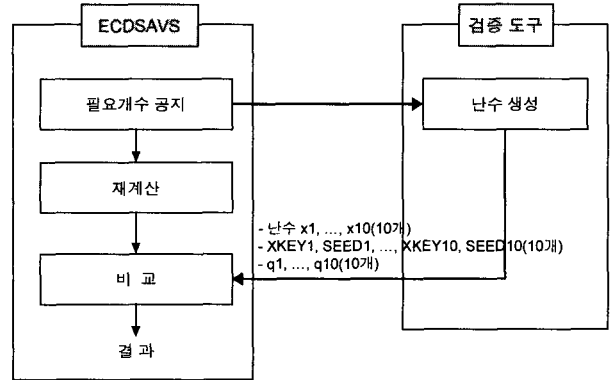 ECDSAVS
검증 도구
필요개수 공지
난수 생성
재계산
- 난수 x1, ..., x10(10개)
- XKEY1, SEED1, ..., XKEY10, SEED10(10개)
- q1, ..., q10(10개)
비 교
결 과